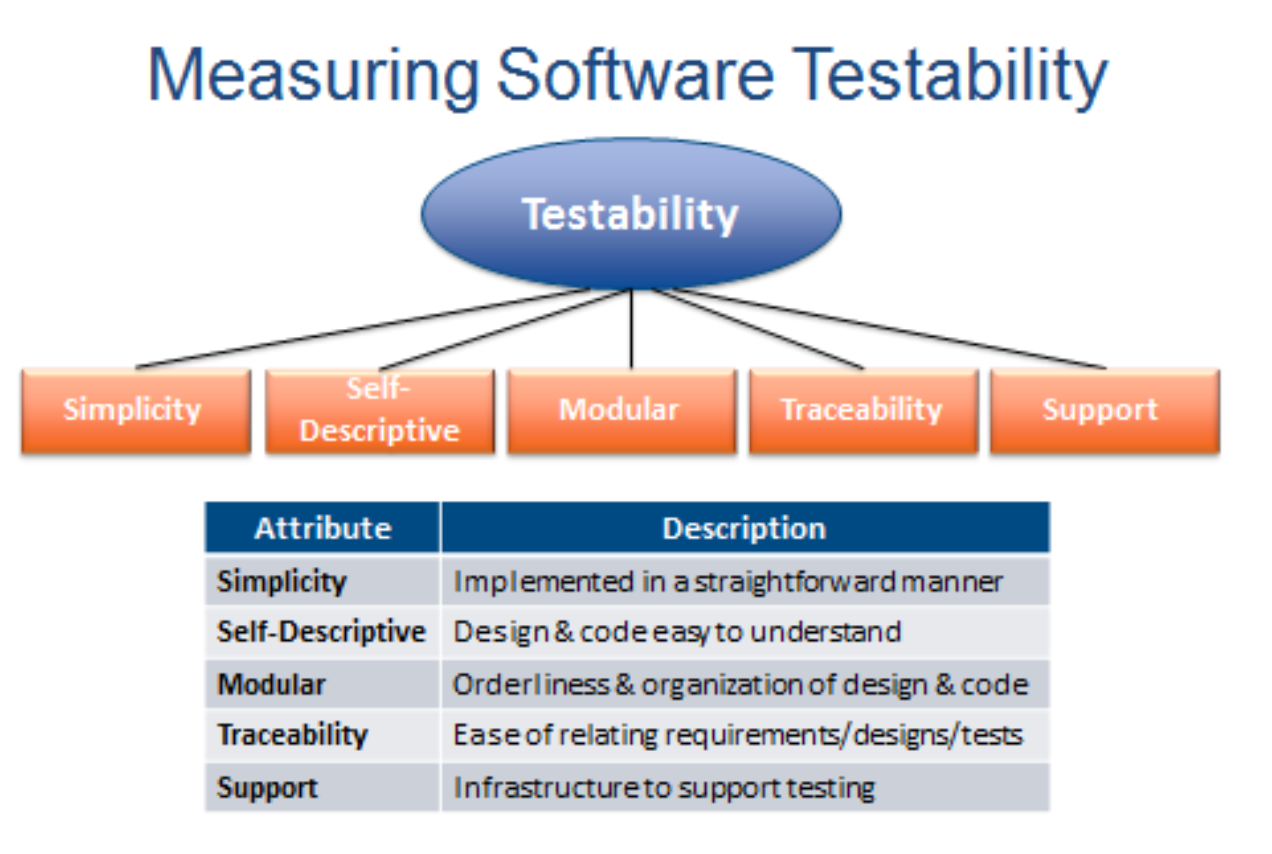 Measuring Software Testability
Testability
Simplicity
Self-
Descriptive
Modular
Traceability
Support
Attribute Description
Simplicity Implemented in a straightforward manner
Self-Descriptive Design & code easy to understand
Modular Orderliness & organization of design & code
Traceability Ease of relating requirements/designs/tests
Support Infrastructure to support testing